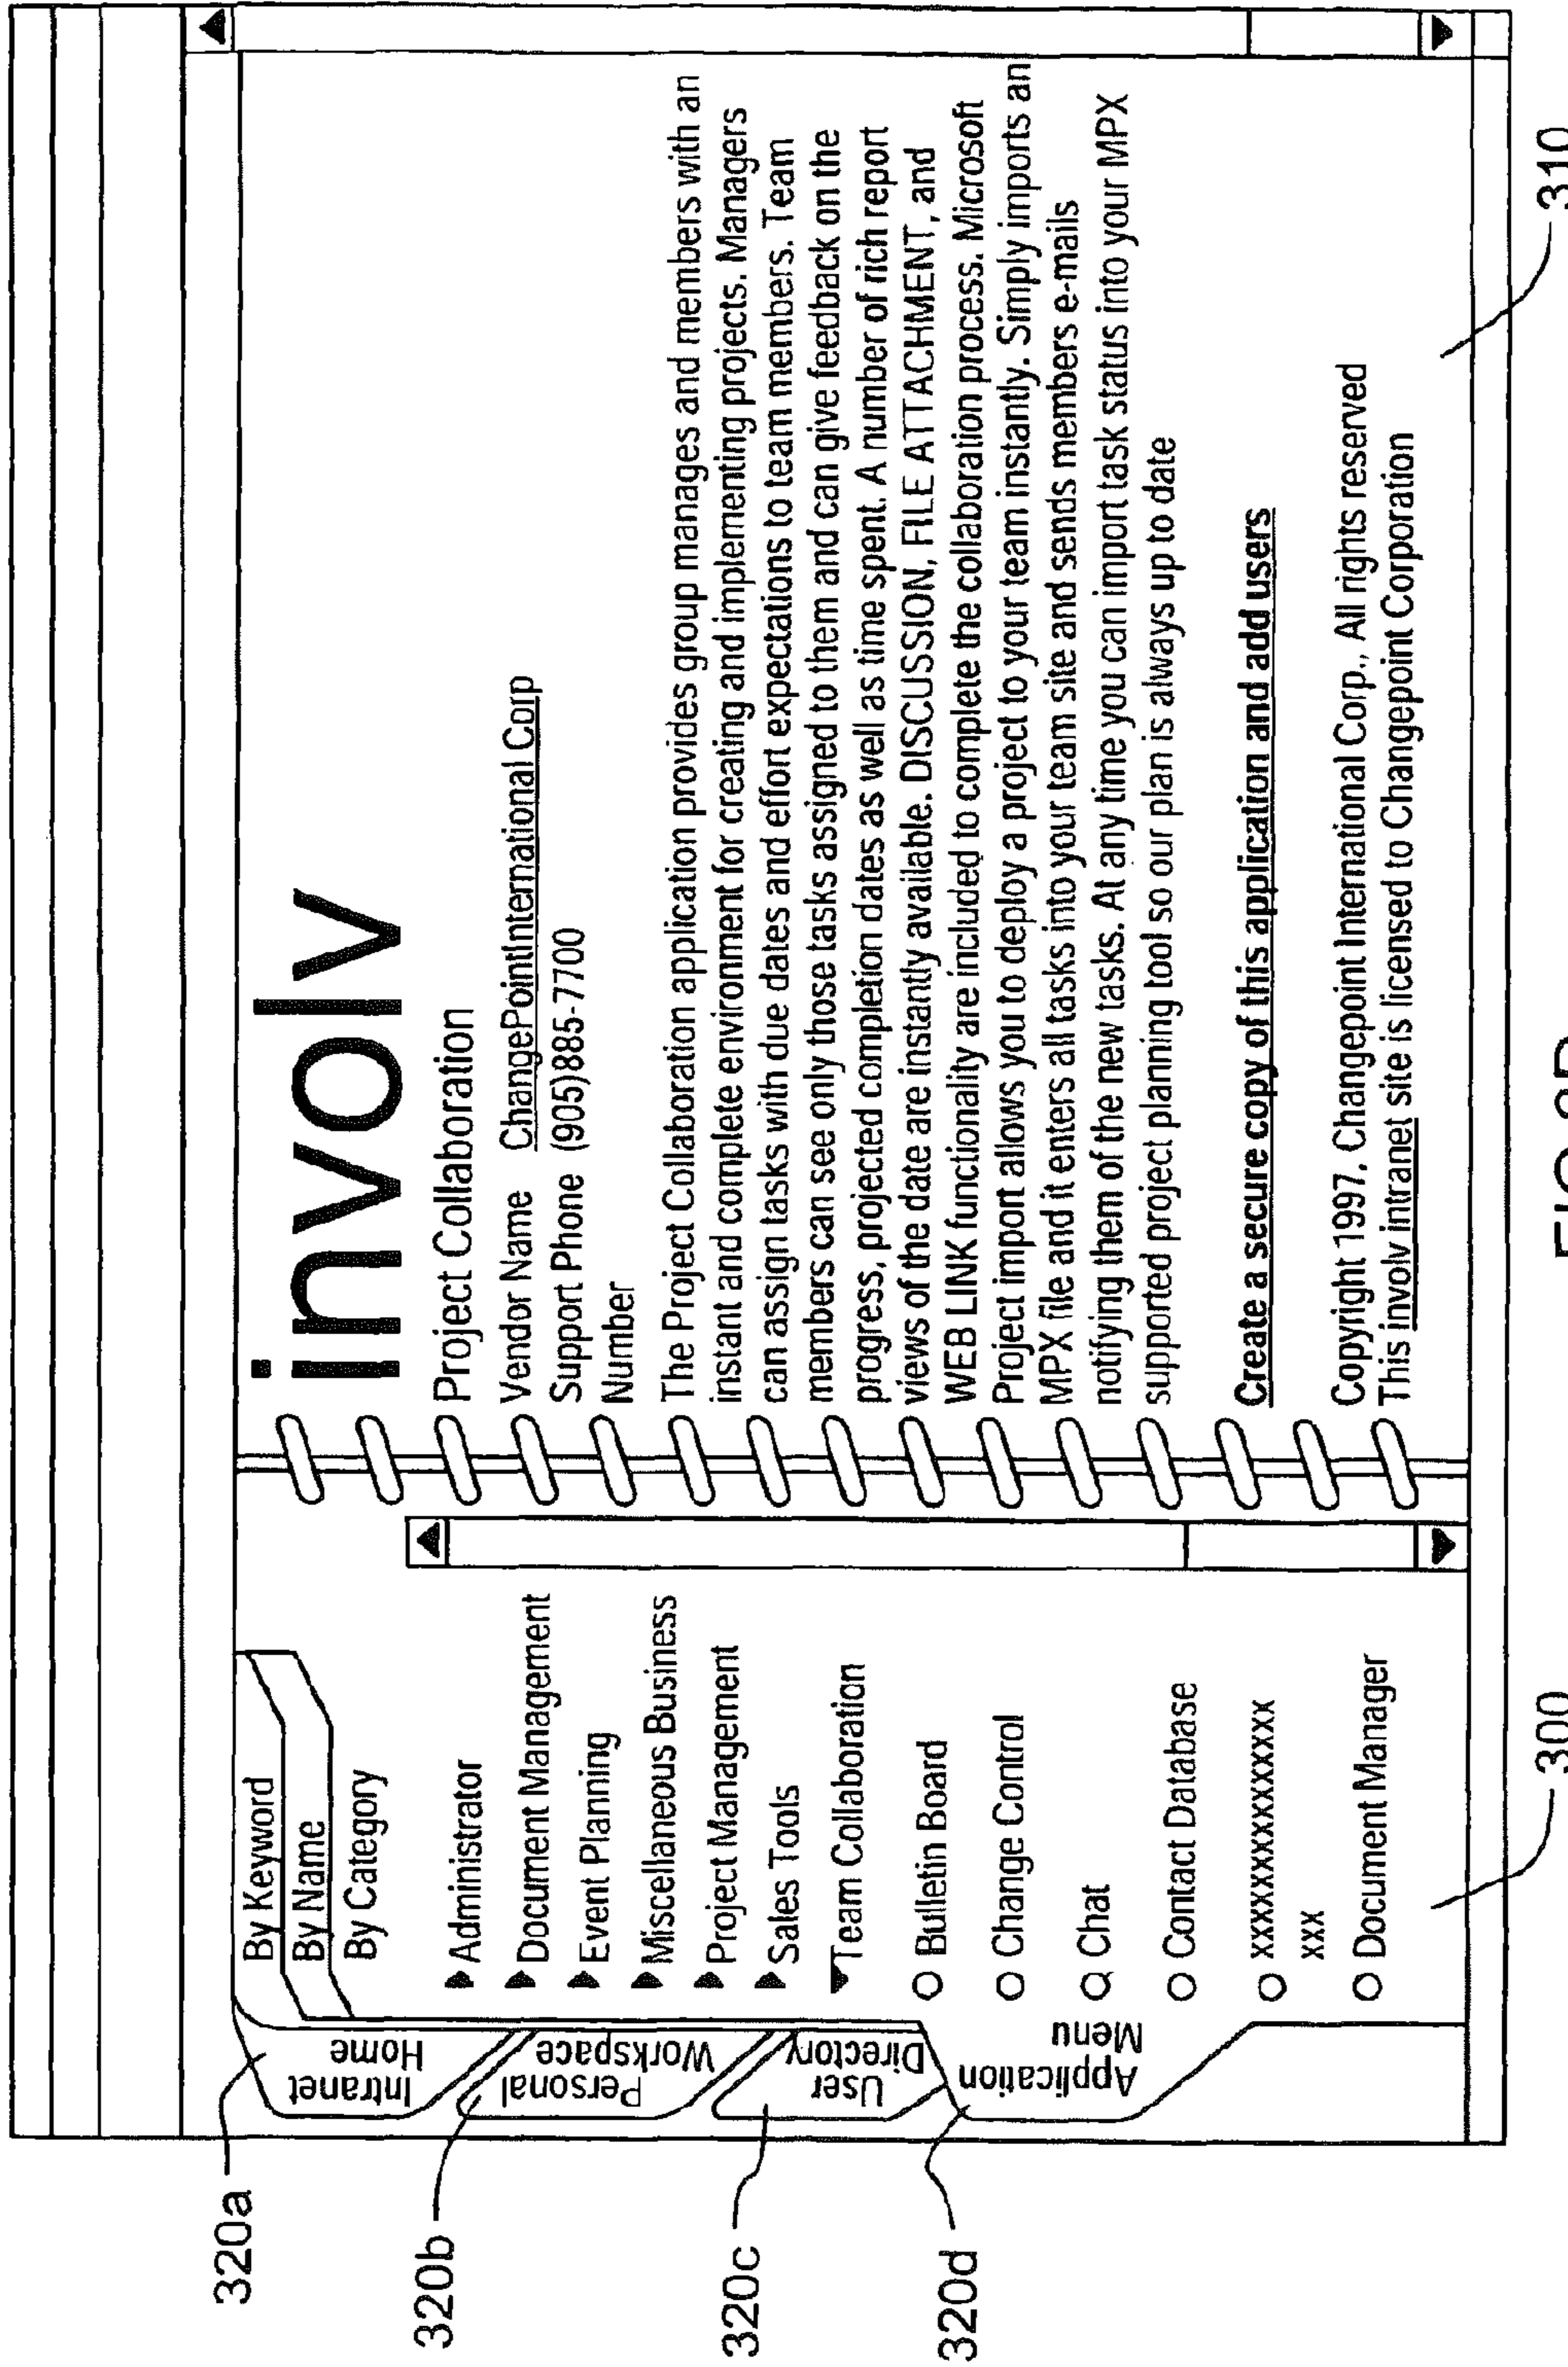 320a
320b
320c
320d
Intranet
Home
Personal
Workspace
User
Directory
Application
Menu
By Keyword
By Name
By Category
Administrator
Document Management
Event Planning
Miscellaneous Business
Project Management
Sales Tools
Team Collaboration
Bulletin Board
Change Control
Chat
Contact Database
xxxxxxxxxxxxxxx
xxx
Document Manager
300
involv
Project Collaboration
Vendor Name ChangePointInternational Corp
Support Phone (905)885-7700
Number
The Project Collaboration application provides group manages and members with an
instant and complete environment for creating and implementing projects. Managers
can assign tasks with due dates and effort expectations to team members. Team
members can see only those tasks assigned to them and can give feedback on the
progress, projected completion dates as well as time spent. A number of rich report
views of the date are instantly available. DISCUSSION, FILE ATTACHMENT, and
WEB LINK functionality are included to complete the collaboration process. Microsoft
Project import allows you to deploy a project to your team instantly. Simply imports an
MPX file and it enters all tasks into your team site and sends members e-mails
notifying them of the new tasks. At any time you can import task status into your MPX
supported project planning tool so our plan is always up to date
Create a secure copy of this application and add users
Copyright 1997, Changepoint International Corp., All rights reserved
This involv intranet site is licensed to Changepoint Corporation
310